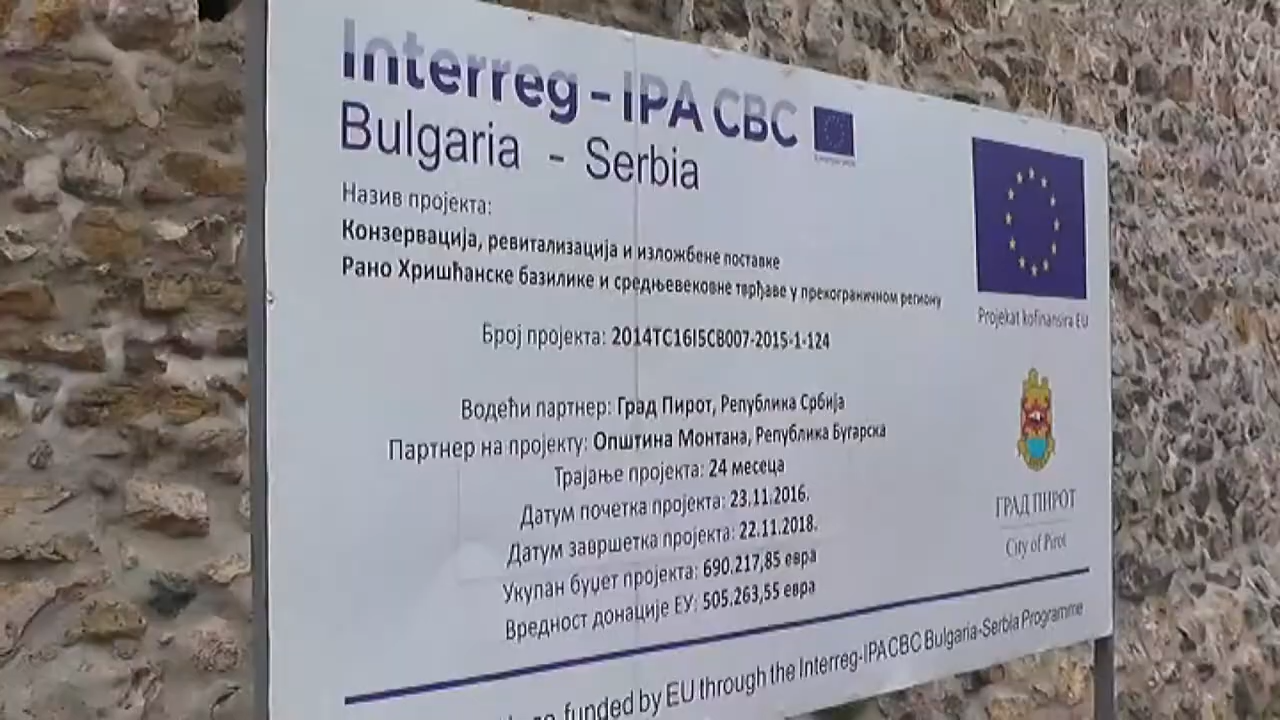 Interreg - IPA CBC
Bulgaria - Serbia
Назив пројекта:
Конзервација, ревитализација и изложбене поставке
Рано Хришћанске базилике и средњевековне тврђаве у прекограничном региону
Број пројекта: 2014TC16I5CB007-2015-1-124
Водећи партнер: Град Пирот, Република Србија
Партнер на пројекту: Општина Монтана, Република Бугарска
Трајање пројекта: 24 месеца
Датум почетка пројекта: 23.11.2016.
Датум завршетка пројекта: 22.11.2018.
Укупан буџет пројекта: 690.217,85 евра
Вредност донације ЕУ: 505.263,55 евра
Projekat kofinansira EU
ГРАД ПИРОТ
City of Pirot
funded by EU through the Interreg-IPA CBC Bulgaria-Serbia Programme